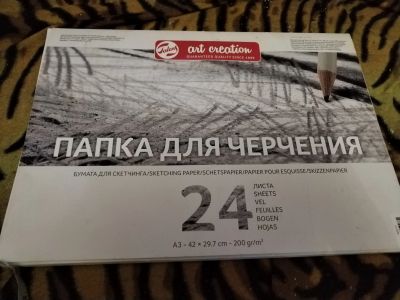 Talens
art creation
GUARANTEED QUALITY SINCE 1899
ПАПКА ДЛЯ ЧЕРЧЕНИЯ
БУМАГА ДЛЯ СКЕТЧИНГА/SKETCHING PAPER/SCHETSPAPIER/PAPIER POUR ESQUISSE/SKIZZENPAPIER
24
ЛИСТА
SHEETS
VEL
FEUILLES
BOGEN
HOJAS
A3 - 42 × 29.7 cm - 200 gr/m²